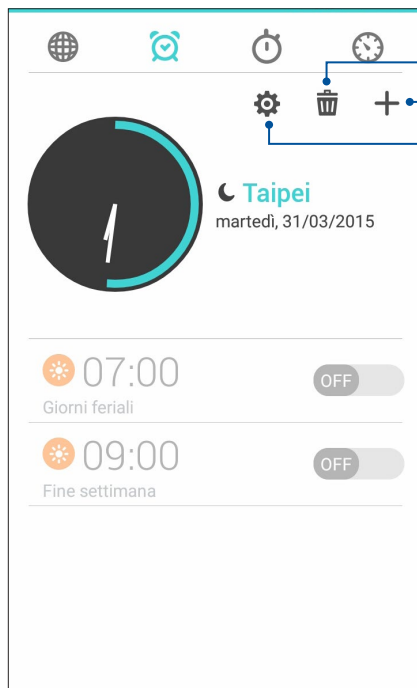 Taipei
martedì, 31/03/2015
07:00
OFF
Giorni feriali
09:00
OFF
Fine settimana